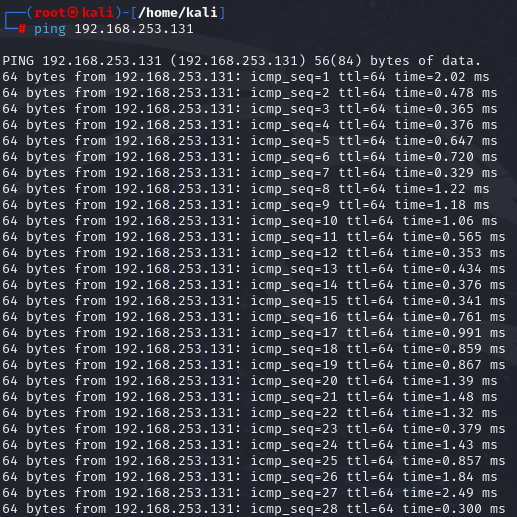 ┌──(root㉿kali)-[/home/kali]
└─# ping 192.168.253.131
PING 192.168.253.131 (192.168.253.131) 56(84) bytes of data.
64 bytes from 192.168.253.131: icmp_seq=1 ttl=64 time=2.02 ms
64 bytes from 192.168.253.131: icmp_seq=2 ttl=64 time=0.478 ms
64 bytes from 192.168.253.131: icmp_seq=3 ttl=64 time=0.365 ms
64 bytes from 192.168.253.131: icmp_seq=4 ttl=64 time=0.376 ms
64 bytes from 192.168.253.131: icmp_seq=5 ttl=64 time=0.647 ms
64 bytes from 192.168.253.131: icmp_seq=6 ttl=64 time=0.720 ms
64 bytes from 192.168.253.131: icmp_seq=7 ttl=64 time=0.329 ms
64 bytes from 192.168.253.131: icmp_seq=8 ttl=64 time=1.22 ms
64 bytes from 192.168.253.131: icmp_seq=9 ttl=64 time=1.18 ms
64 bytes from 192.168.253.131: icmp_seq=10 ttl=64 time=1.06 ms
64 bytes from 192.168.253.131: icmp_seq=11 ttl=64 time=0.565 ms
64 bytes from 192.168.253.131: icmp_seq=12 ttl=64 time=0.353 ms
64 bytes from 192.168.253.131: icmp_seq=13 ttl=64 time=0.434 ms
64 bytes from 192.168.253.131: icmp_seq=14 ttl=64 time=0.376 ms
64 bytes from 192.168.253.131: icmp_seq=15 ttl=64 time=0.341 ms
64 bytes from 192.168.253.131: icmp_seq=16 ttl=64 time=0.761 ms
64 bytes from 192.168.253.131: icmp_seq=17 ttl=64 time=0.991 ms
64 bytes from 192.168.253.131: icmp_seq=18 ttl=64 time=0.859 ms
64 bytes from 192.168.253.131: icmp_seq=19 ttl=64 time=0.867 ms
64 bytes from 192.168.253.131: icmp_seq=20 ttl=64 time=1.39 ms
64 bytes from 192.168.253.131: icmp_seq=21 ttl=64 time=1.48 ms
64 bytes from 192.168.253.131: icmp_seq=22 ttl=64 time=1.32 ms
64 bytes from 192.168.253.131: icmp_seq=23 ttl=64 time=0.379 ms
64 bytes from 192.168.253.131: icmp_seq=24 ttl=64 time=1.43 ms
64 bytes from 192.168.253.131: icmp_seq=25 ttl=64 time=0.857 ms
64 bytes from 192.168.253.131: icmp_seq=26 ttl=64 time=1.84 ms
64 bytes from 192.168.253.131: icmp_seq=27 ttl=64 time=2.49 ms
64 bytes from 192.168.253.131: icmp_seq=28 ttl=64 time=0.300 ms